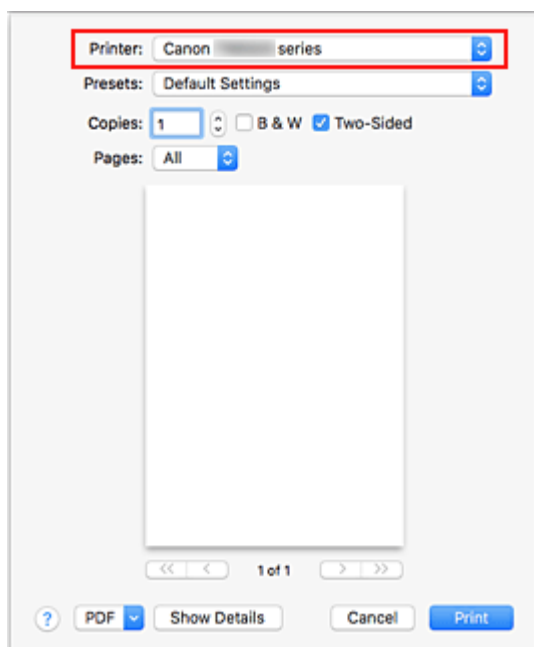 Printer: Canon series
Presets: Default Settings
Copies: 1 B & W Two-Sided
Pages: All
<< < 1 of 1 > >>
? PDF Show Details Cancel Print